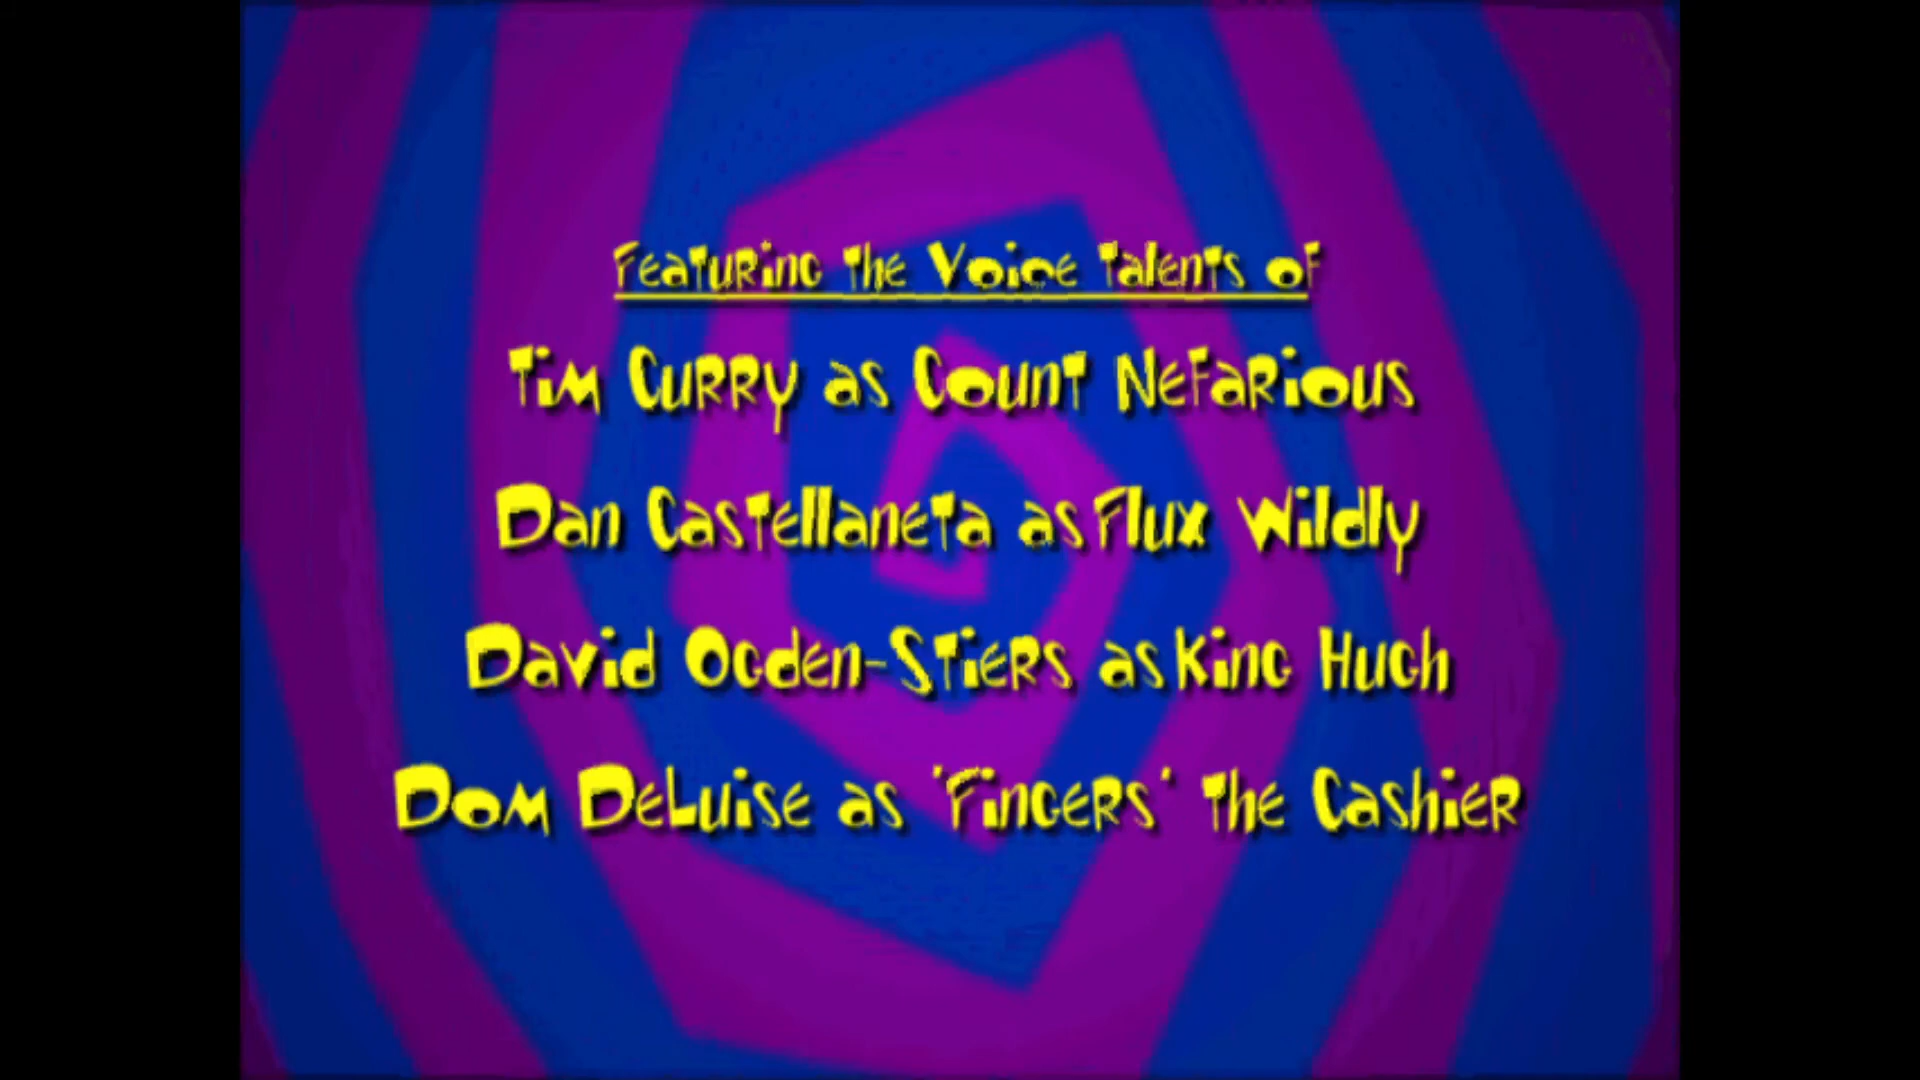 Featuring the Voice Talents of
Tim Curry as Count Nefarious
Dan Castellaneta as Flux Wildly
David Ogden-Stiers as King Hugh
Dom DeLuise as 'Fingers' the Cashier